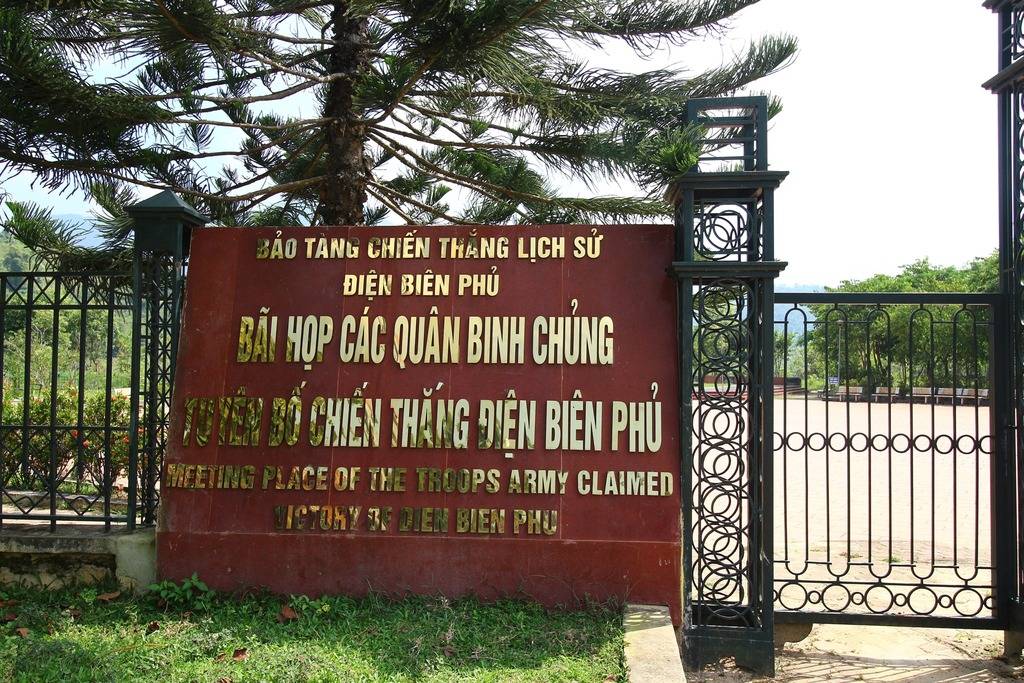 BẢO TÀNG CHIẾN THẮNG LỊCH SỬ
ĐIỆN BIÊN PHỦ
BÃI HỌP CÁC QUÂN BINH CHỦNG
TUYÊN BỐ CHIẾN THẮNG ĐIỆN BIÊN PHỦ
MEETING PLACE OF THE TROOPS ARMY CLAIMED
VICTORY OF DIEN BIEN PHU